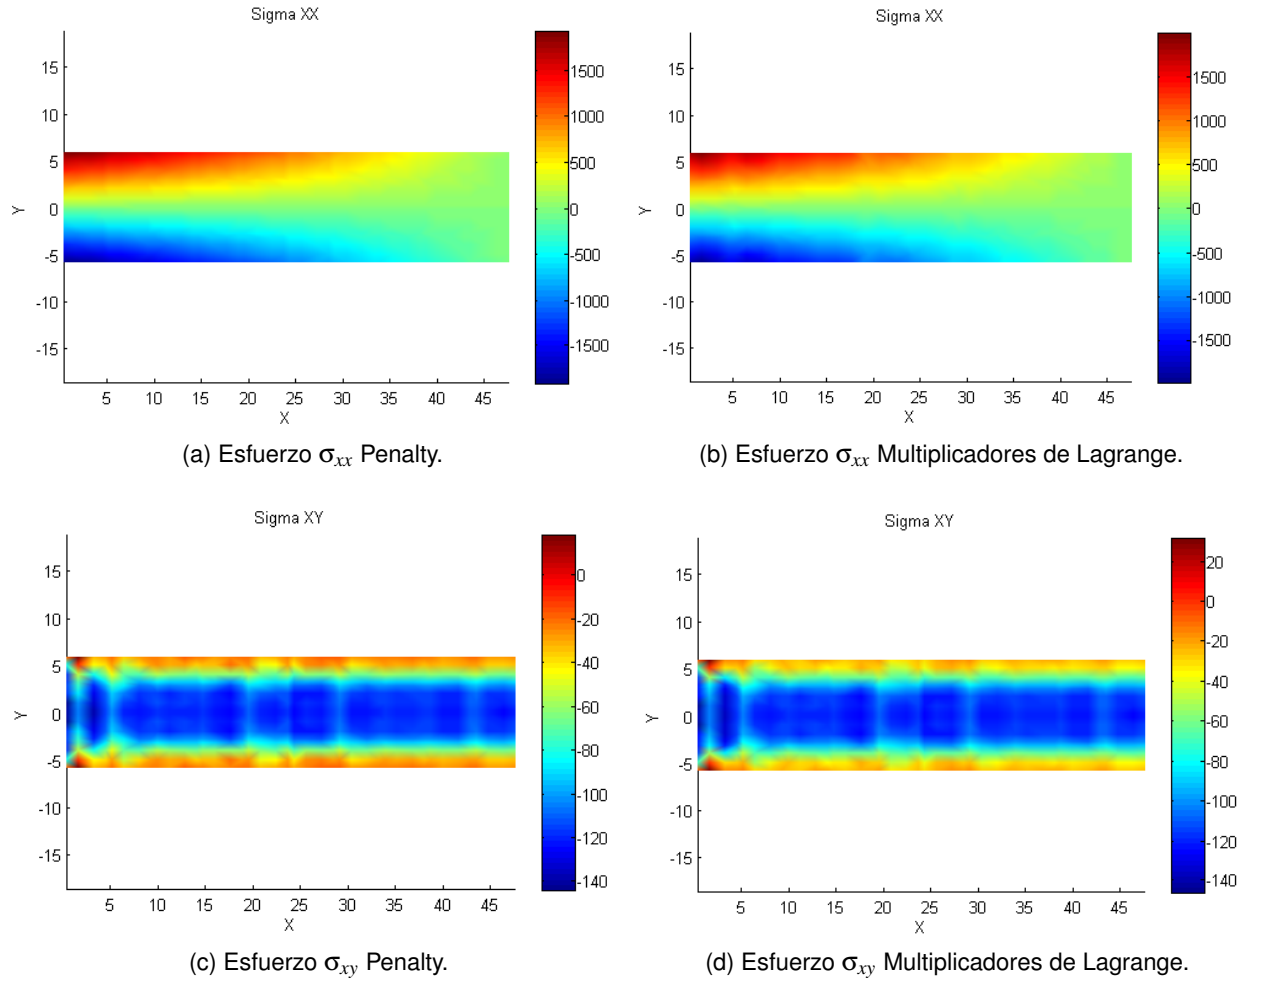 Sigma XX
15
10
5
0
-5
-10
-15
Y
5 10 15 20 25 30 35 40 45
X
1500
1000
500
0
-500
-1000
-1500
(a) Esfuerzo σxx Penalty.
Sigma XX
15
10
5
0
-5
-10
-15
Y
5 10 15 20 25 30 35 40 45
X
1500
1000
500
0
-500
-1000
-1500
(b) Esfuerzo σxx Multiplicadores de Lagrange.
Sigma XY
15
10
5
0
-5
-10
-15
Y
5 10 15 20 25 30 35 40 45
X
0
-20
-40
-60
-80
-100
-120
-140
(c) Esfuerzo σxy Penalty.
Sigma XY
15
10
5
0
-5
-10
-15
Y
5 10 15 20 25 30 35 40 45
X
20
0
-20
-40
-60
-80
-100
-120
-140
(d) Esfuerzo σxy Multiplicadores de Lagrange.